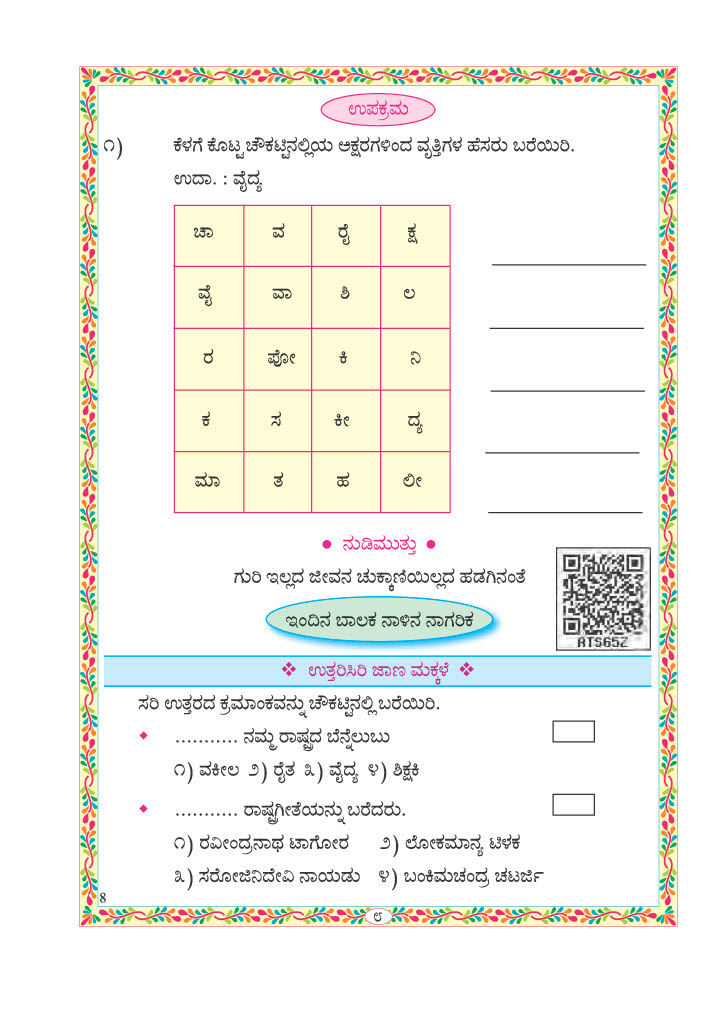 ಉಪಕ್ರಮ
೧) ಕೆಳಗೆ ಕೊಟ್ಟ ಚೌಕಟ್ಟಿನಲ್ಲಿಯ ಅಕ್ಷರಗಳಿಂದ ವೃತ್ತಿಗಳ ಹೆಸರು ಬರೆಯಿರಿ.
ಉದಾ. : ವೈದ್ಯ
ಚಾ ವ ರೈ ಕ್ಷ
ವೈ ವಾ ಶಿ ಲ
ರ ಪೋ ಕಿ ನಿ
ಕ ಸ ಕೀ ದ್ಯ
ಮಾ ತ ಹ ಲೀ
● ನುಡಿಮುತ್ತು ●
ಗುರಿ ಇಲ್ಲದ ಜೀವನ ಚುಕ್ಕಾಣಿಯಿಲ್ಲದ ಹಡಗಿನಂತೆ
ಇಂದಿನ ಬಾಲಕ ನಾಳಿನ ನಾಗರಿಕ
AT565Z
❖ ಉತ್ತರಿಸಿರಿ ಜಾಣ ಮಕ್ಕಳೆ ❖
ಸರಿ ಉತ್ತರದ ಕ್ರಮಾಂಕವನ್ನು ಚೌಕಟ್ಟಿನಲ್ಲಿ ಬರೆಯಿರಿ.
◆ ........... ನಮ್ಮ ರಾಷ್ಟ್ರದ ಬೆನ್ನೆಲುಬು
೧) ವಕೀಲ ೨) ರೈತ ೩) ವೈದ್ಯ ೪) ಶಿಕ್ಷಕಿ
◆ ........... ರಾಷ್ಟ್ರಗೀತೆಯನ್ನು ಬರೆದರು.
೧) ರವೀಂದ್ರನಾಥ ಟಾಗೋರ ೨) ಲೋಕಮಾನ್ಯ ಟಿಳಕ
೩) ಸರೋಜಿನಿದೇವಿ ನಾಯಡು ೪) ಬಂಕಿಮಚಂದ್ರ ಚಟರ್ಜಿ
8
೮